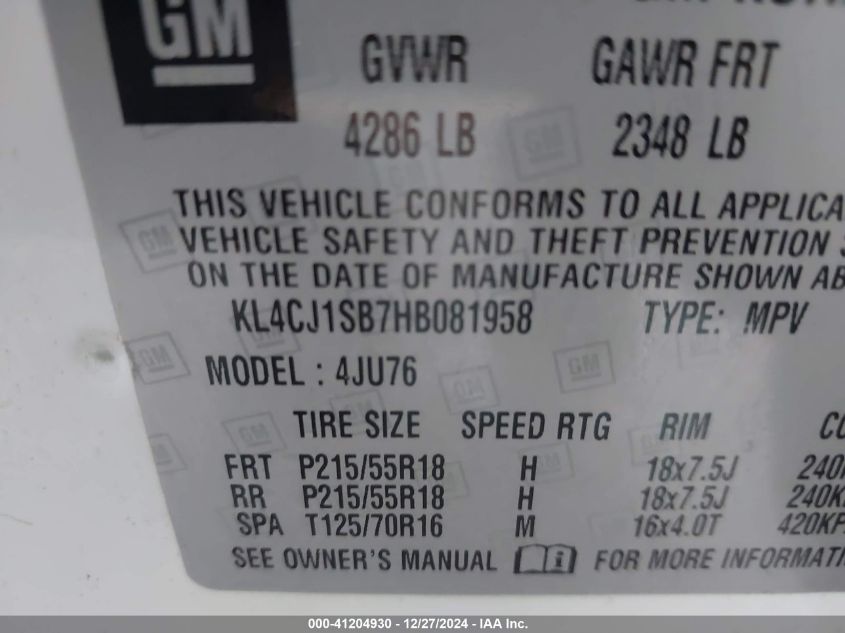 GM
GVWR GAWR FRT
4286 LB 2348 LB
THIS VEHICLE CONFORMS TO ALL
VEHICLE SAFETY AND THEFT PREVENTION
ON THE DATE OF MANUFACTURE SHOWN
KL4CJ1SB7HB081958 TYPE: MPV
MODEL : 4JU76
TIRE SIZE SPEED RTG RIM
FRT P215/55R18 H 18x7.5J
RR P215/55R18 H 18x7.5J
SPA T125/70R16 M 16x4.0T
SEE OWNER'S MANUAL FOR MORE
000-41204930 - 12/27/2024 - IAA Inc.